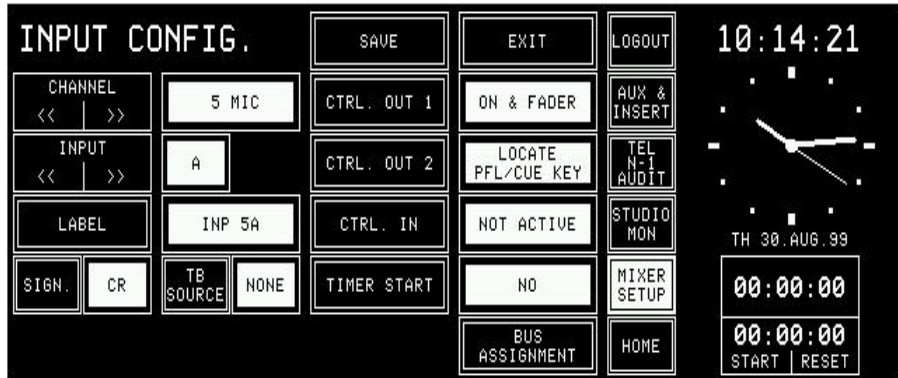 INPUT CONFIG.
SAVE
EXIT
LOGOUT
10:14:21
CHANNEL
<< >>
5 MIC
CTRL. OUT 1
ON & FADER
AUX &
INSERT
INPUT
<< >>
A
CTRL. OUT 2
LOCATE
PFL/CUE KEY
TEL
N-1
AUDIT
LABEL
INP 5A
CTRL. IN
NOT ACTIVE
STUDIO
MON
TH 30.AUG.99
SIGN.
CR
TB
SOURCE
NONE
TIMER START
NO
MIXER
SETUP
00:00:00
BUS
ASSIGNMENT
HOME
00:00:00
START RESET